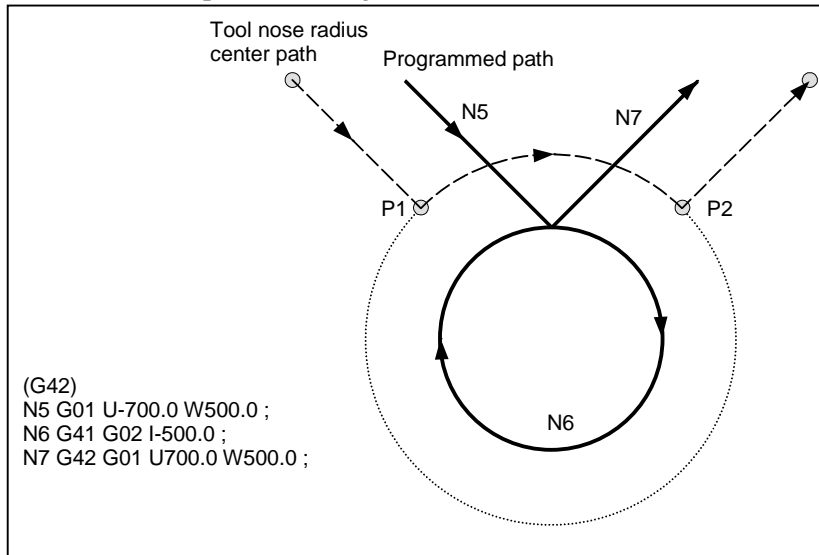 Tool nose radius
center path
Programmed path
N5
N7
P1
P2
N6
(G42)
N5 G01 U-700.0 W500.0 ;
N6 G41 G02 I-500.0 ;
N7 G42 G01 U700.0 W500.0 ;